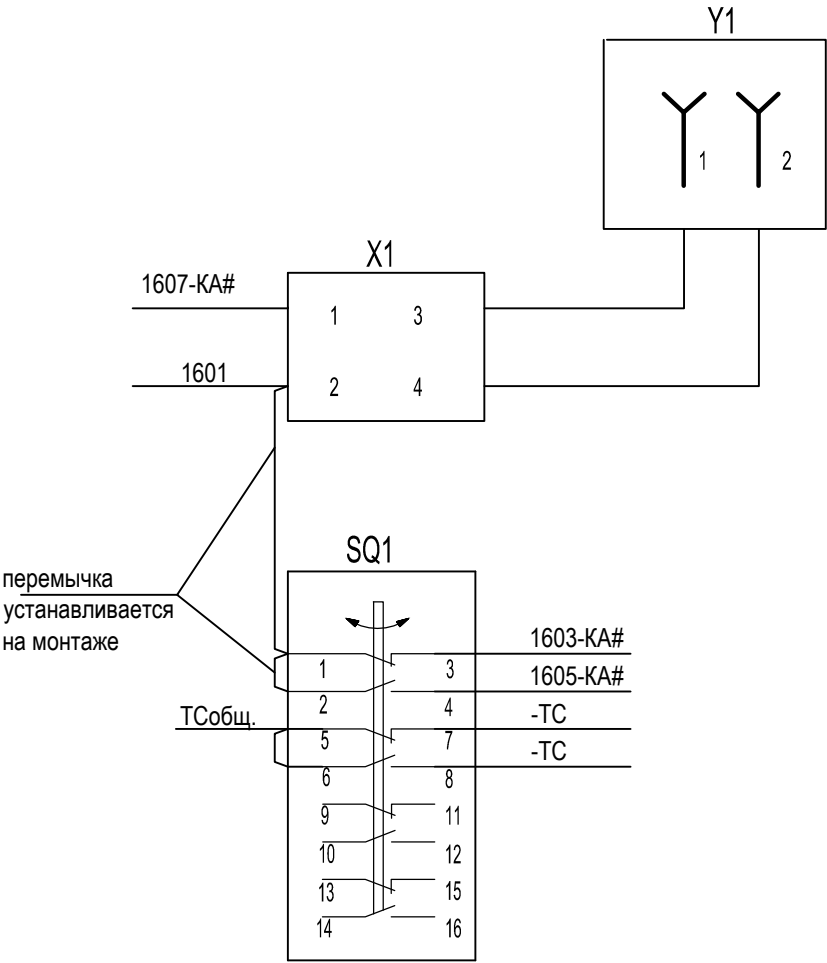 Y1
1
2
X1
1607-КА#
1
3
1601
2
4
SQ1
перемычка
устанавливается
на монтаже
1603-КА#
1
3
1605-КА#
2
4
ТСобщ.
-ТС
5
7
-ТС
6
8
9
11
10
12
13
15
14
16